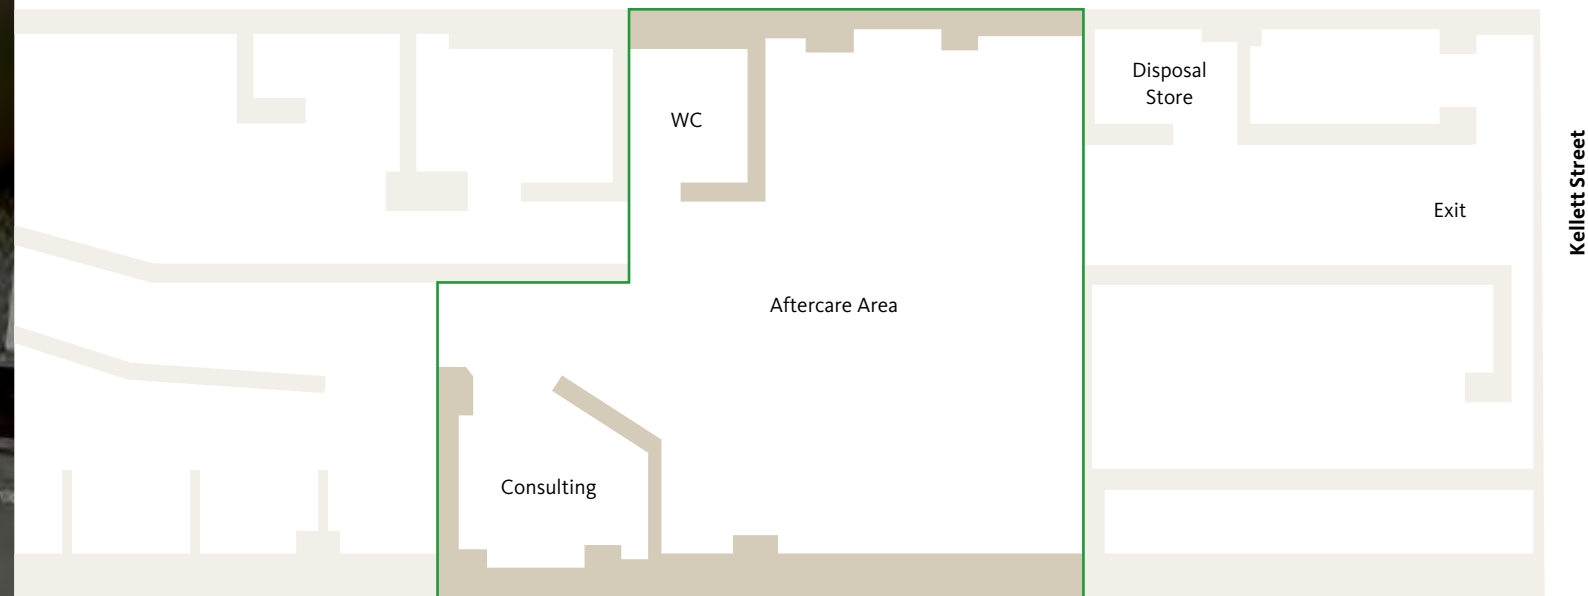 Disposal
Store
WC
Kellett Street
Exit
Aftercare Area
Consulting